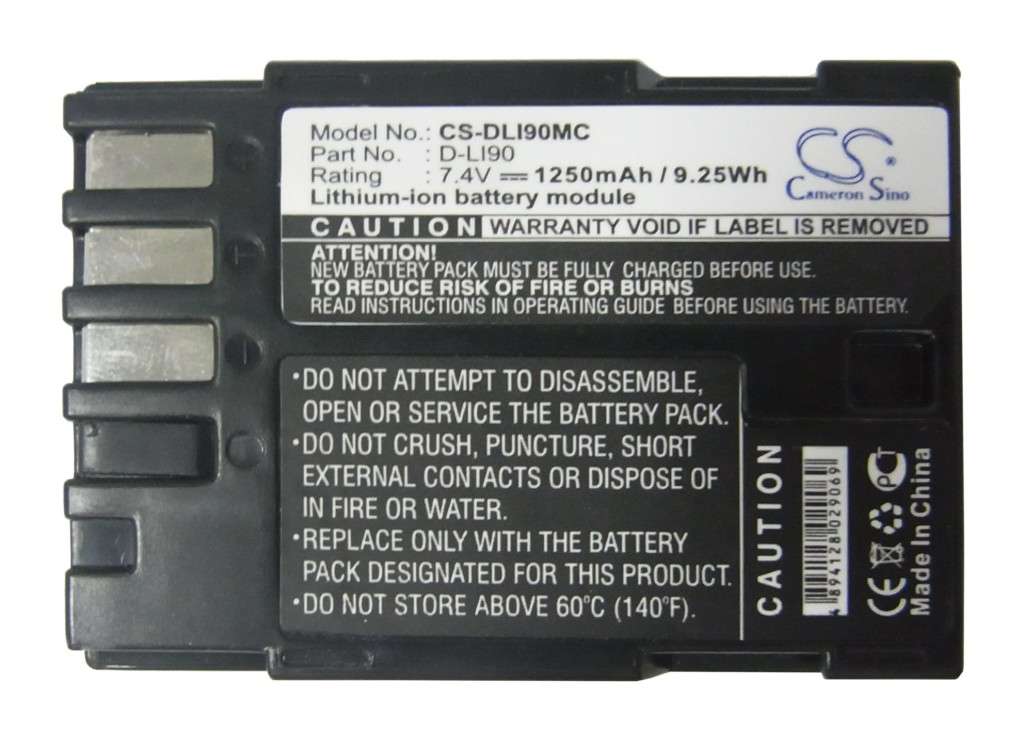 Model No.: CS-DLI90MC
Part No. : D-LI90
Rating : 7.4V 1250mAh / 9.25Wh
Lithium-ion battery module
CS
Cameron Sino
CAUTION WARRANTY VOID IF LABEL IS REMOVED
ATTENTION!
NEW BATTERY PACK MUST BE FULLY CHARGED BEFORE USE.
TO REDUCE RISK OF FIRE OR BURNS
READ INSTRUCTIONS IN OPERATING GUIDE BEFORE USING THE BATTERY.
•DO NOT ATTEMPT TO DISASSEMBLE,
OPEN OR SERVICE THE BATTERY PACK.
•DO NOT CRUSH, PUNCTURE, SHORT
EXTERNAL CONTACTS OR DISPOSE OF
IN FIRE OR WATER.
•REPLACE ONLY WITH THE BATTERY
PACK DESIGNATED FOR THIS PRODUCT.
•DO NOT STORE ABOVE 60°C (140°F).
CAUTION
4894128029069
CE
PCT
Made In China